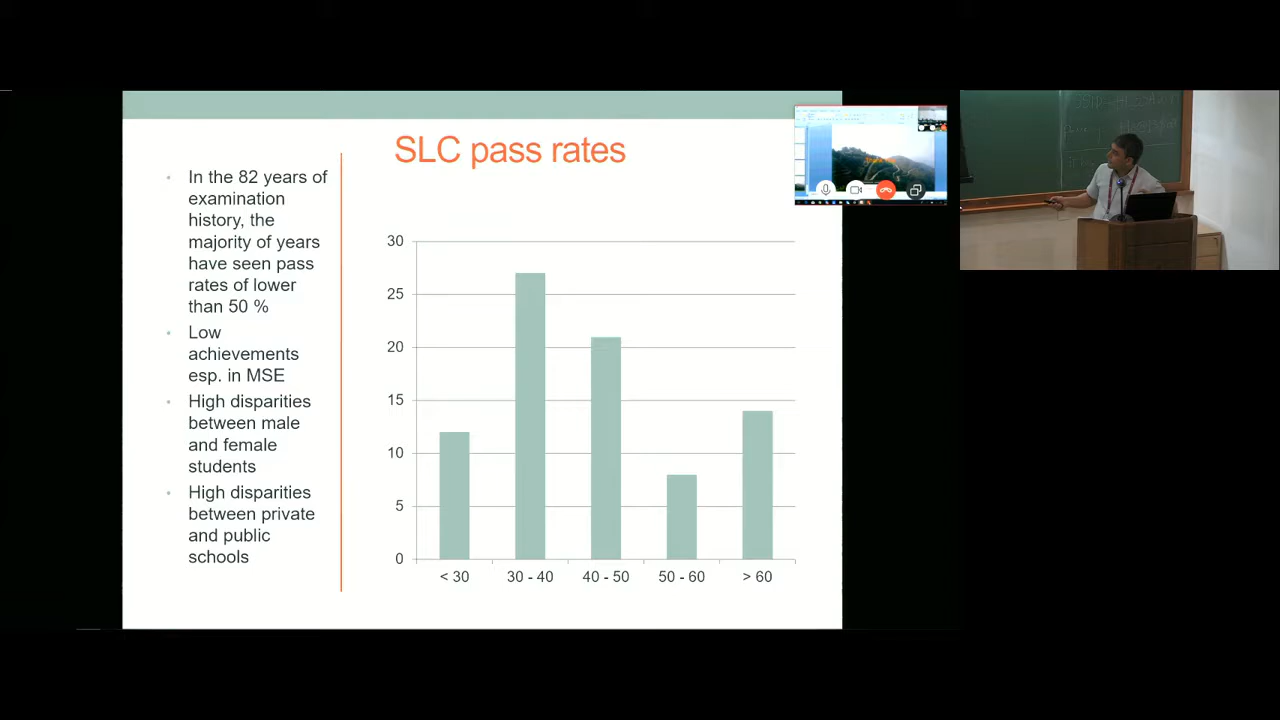 SLC pass rates
In the 82 years of
examination
history, the
majority of years
have seen pass
rates of lower
than 50 %
Low
achievements
esp. in MSE
High disparities
between male
and female
students
High disparities
between private
and public
schools
30
25
20
15
10
5
0
< 30
30 - 40
40 - 50
50 - 60
> 60